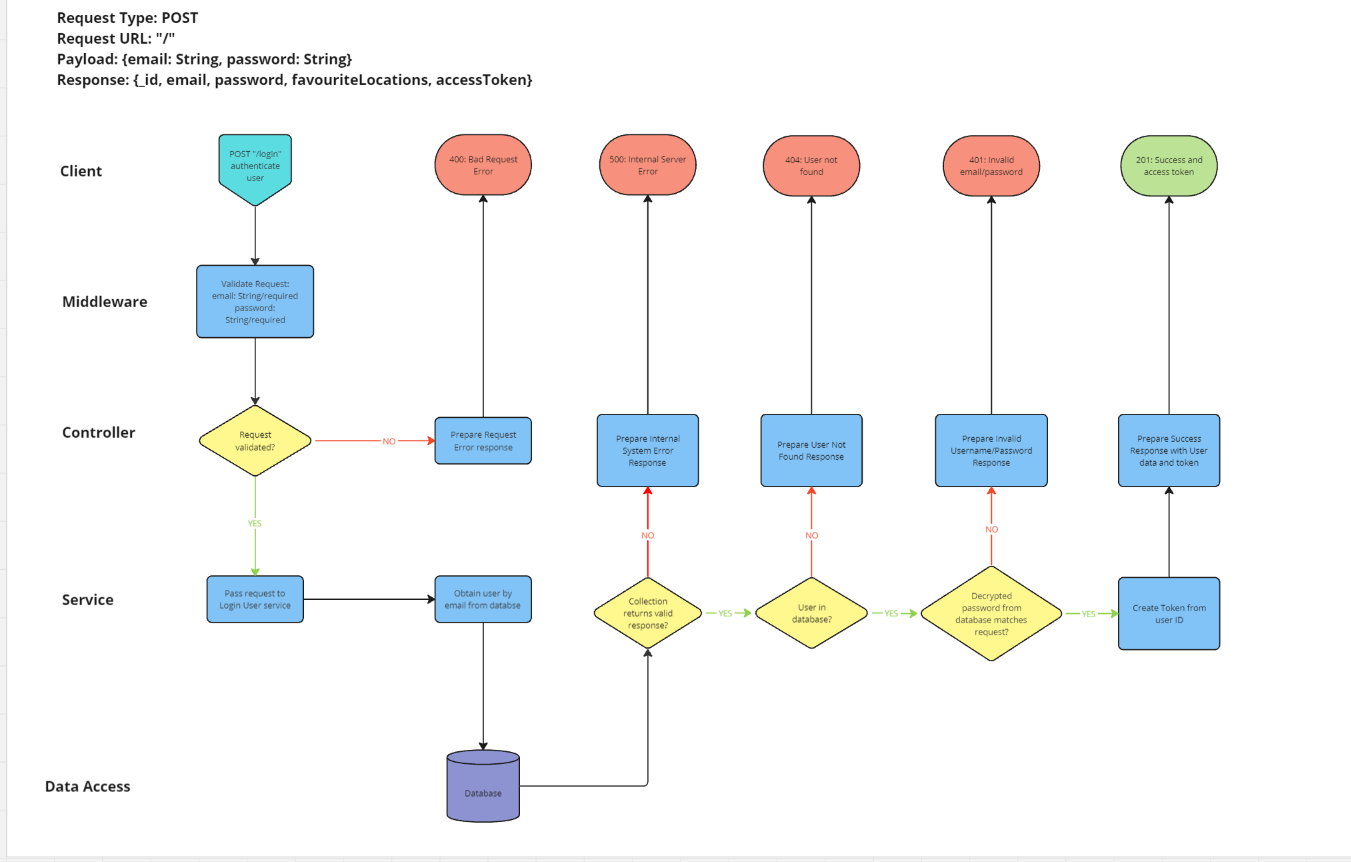 Request Type: POST
Request URL: "/"
Payload: {email: String, password: String}
Response: {_id, email, password, favouriteLocations, accessToken}
Client
POST "/login"
authenticate
user
400: Bad Request
Error
500: Internal Server
Error
404: User not
found
401: Invalid
email/password
201: Success and
access token
Middleware
Validate Request:
email: String/required
password:
String/required
Controller
Request
validated?
NO
Prepare Request
Error response
Prepare Internal
System Error
Response
Prepare User Not
Found Response
Prepare Invalid
Username/Password
Response
Prepare Success
Response with User
data and token
YES
NO
NO
NO
Service
Pass request to
Login User service
Obtain user by
email from databse
Collection
returns valid
response?
YES
User in
database?
YES
Decrypted
password from
database matches
request?
YES
Create Token from
user ID
Data Access
Database